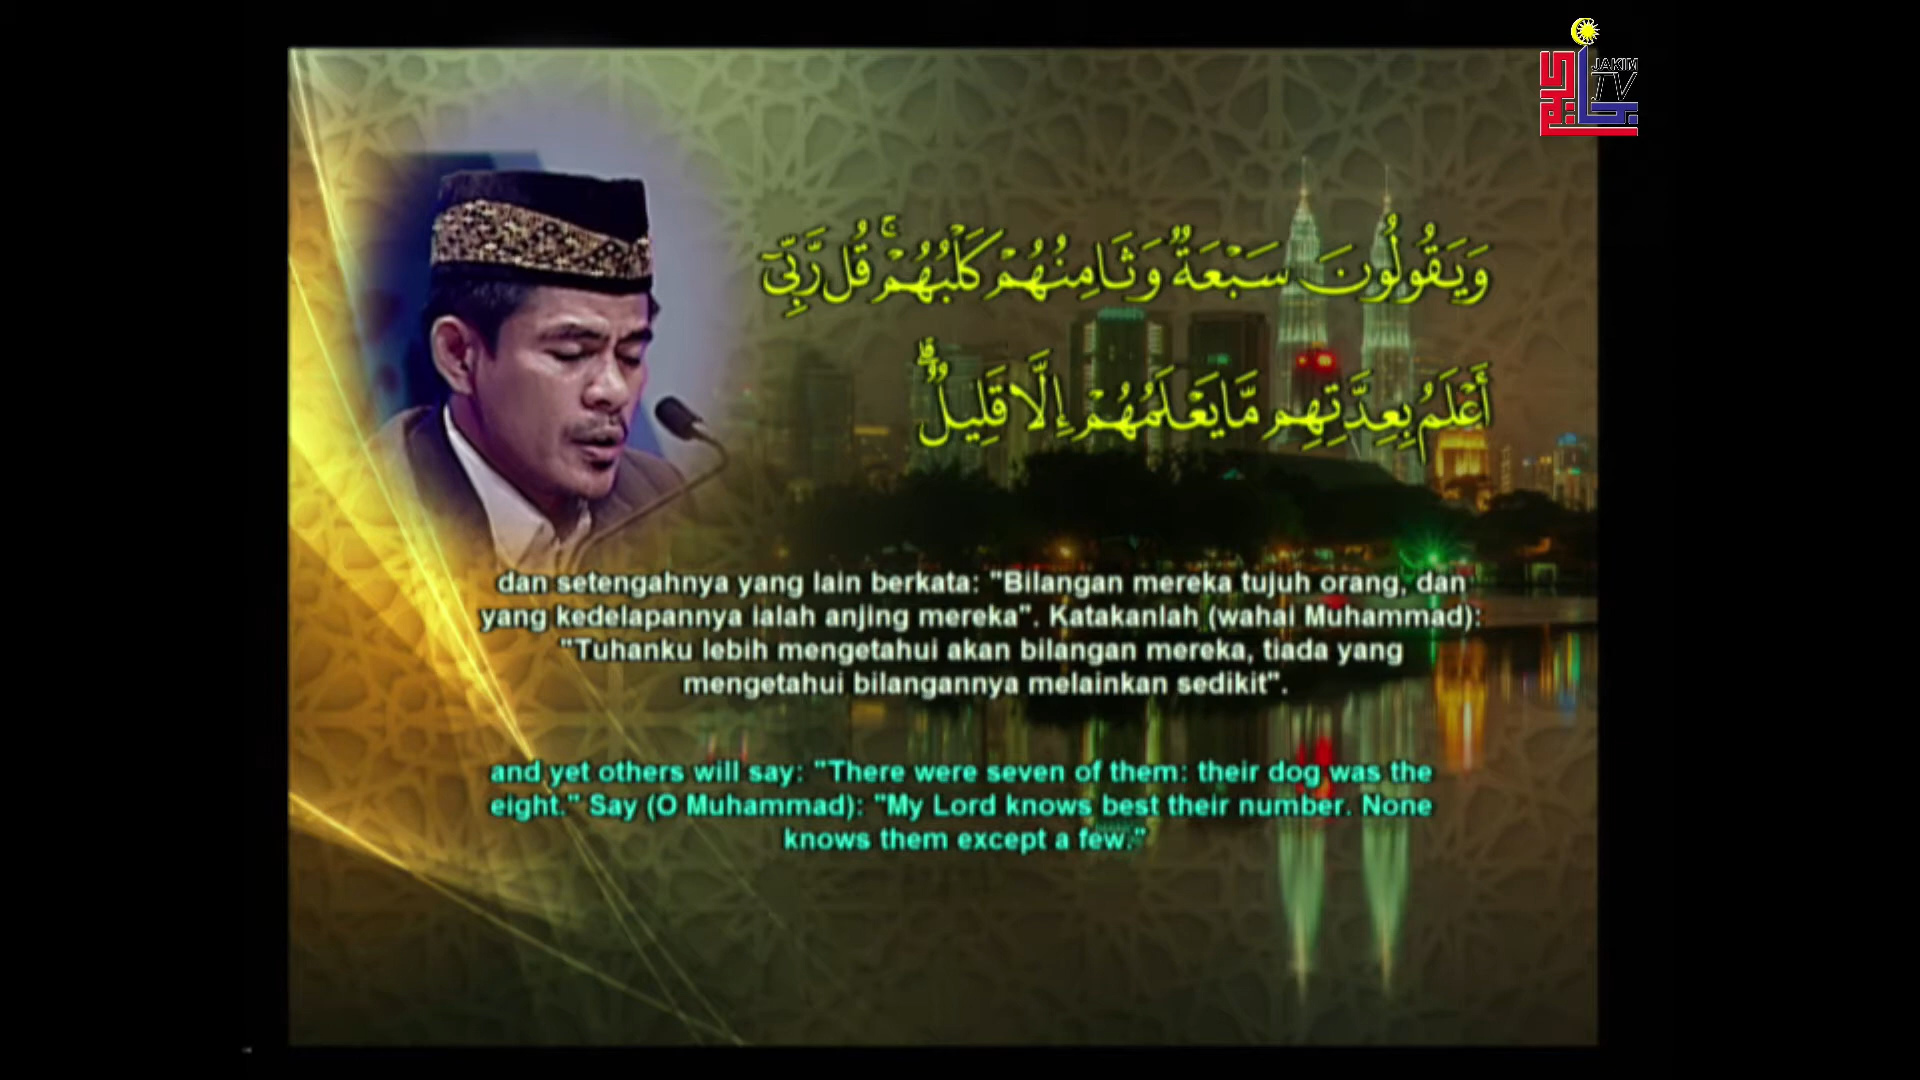 JAKIM
TV
وَيَقُولُونَ سَبْعَةٌ وَثَامِنُهُمْ كَلْبُهُمْ ۚ قُل رَّبِّي
أَعْلَمُ بِعِدَّتِهِم مَّا يَعْلَمُهُمْ إِلَّا قَلِيلٌ ۗ
dan setengahnya yang lain berkata: "Bilangan mereka tujuh orang, dan
yang kedelapannya ialah anjing mereka". Katakanlah (wahai Muhammad):
"Tuhanku lebih mengetahui akan bilangan mereka, tiada yang
mengetahui bilangannya melainkan sedikit".
and yet others will say: "There were seven of them: their dog was the
eight." Say (O Muhammad): "My Lord knows best their number. None
knows them except a few."